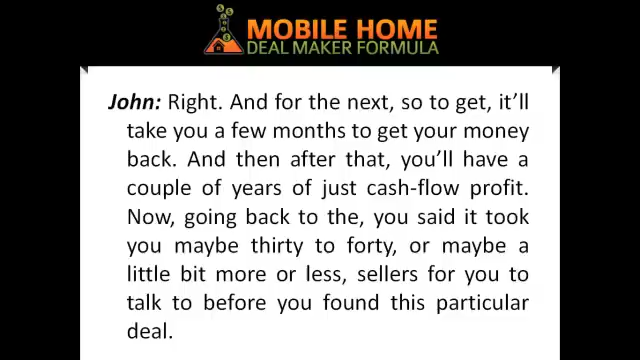 MOBILE HOME
DEAL MAKER FORMULA
John: Right. And for the next, so to get, it’ll
take you a few months to get your money
back. And then after that, you’ll have a
couple of years of just cash-flow profit.
Now, going back to the, you said it took
you maybe thirty to forty, or maybe a
little bit more or less, sellers for you to
talk to before you found this particular
deal.